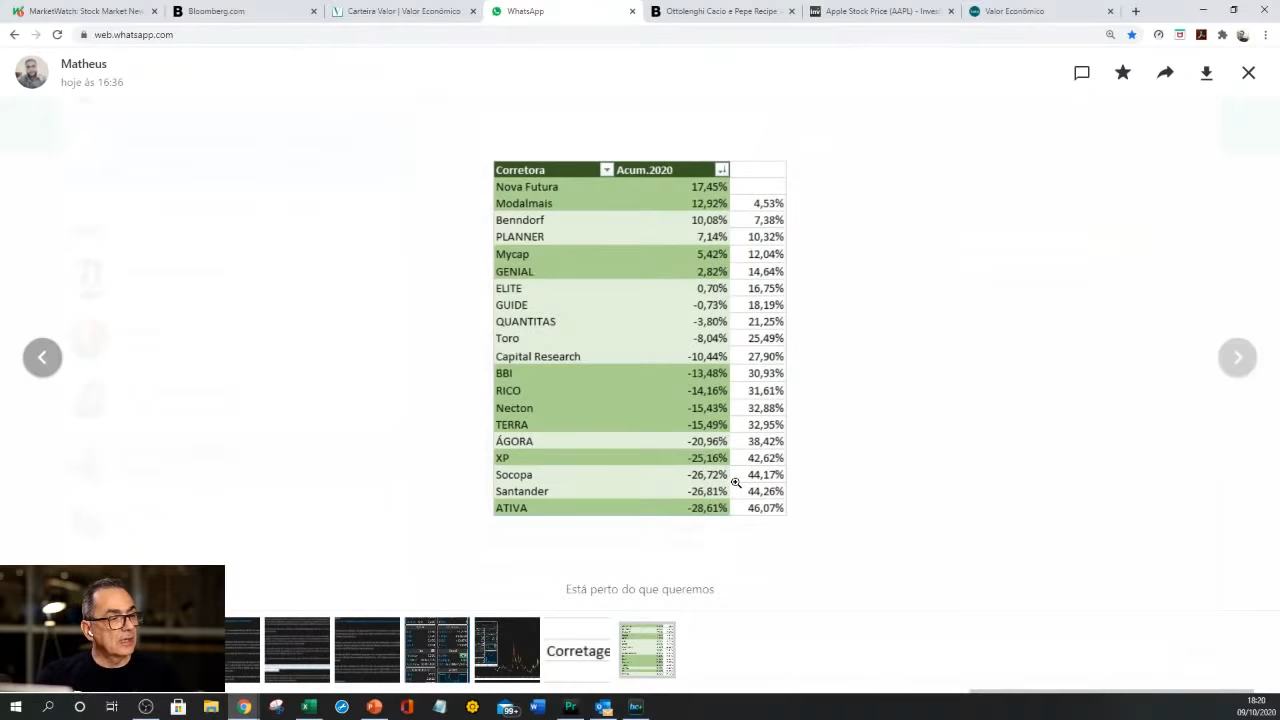 MarketWatch: Stock Market New
Bloomberg.com
Carteira Valor | Valor Econômico
WhatsApp
Ottolenghi Cacio e Pepe Recipe
Apple Stock Price (AAPL) - Inves
Valor Econômico
web.whatsapp.com
Matheus
hoje às 16:36
Corretora Acum.2020
Nova Futura 17,45%
Modalmais 12,92% 4,53%
Benndorf 10,08% 7,38%
PLANNER 7,14% 10,32%
Mycap 5,42% 12,04%
GENIAL 2,82% 14,64%
ELITE 0,70% 16,75%
GUIDE -0,73% 18,19%
QUANTITAS -3,80% 21,25%
Toro -8,04% 25,49%
Capital Research -10,44% 27,90%
BBI -13,48% 30,93%
RICO -14,16% 31,61%
Necton -15,43% 32,88%
TERRA -15,49% 32,95%
ÁGORA -20,96% 38,42%
XP -25,16% 42,62%
Socopa -26,72% 44,17%
Santander -26,81% 44,26%
ATIVA -28,61% 46,07%
Está perto do que queremos
Corretage
99+
18:20
09/10/2020